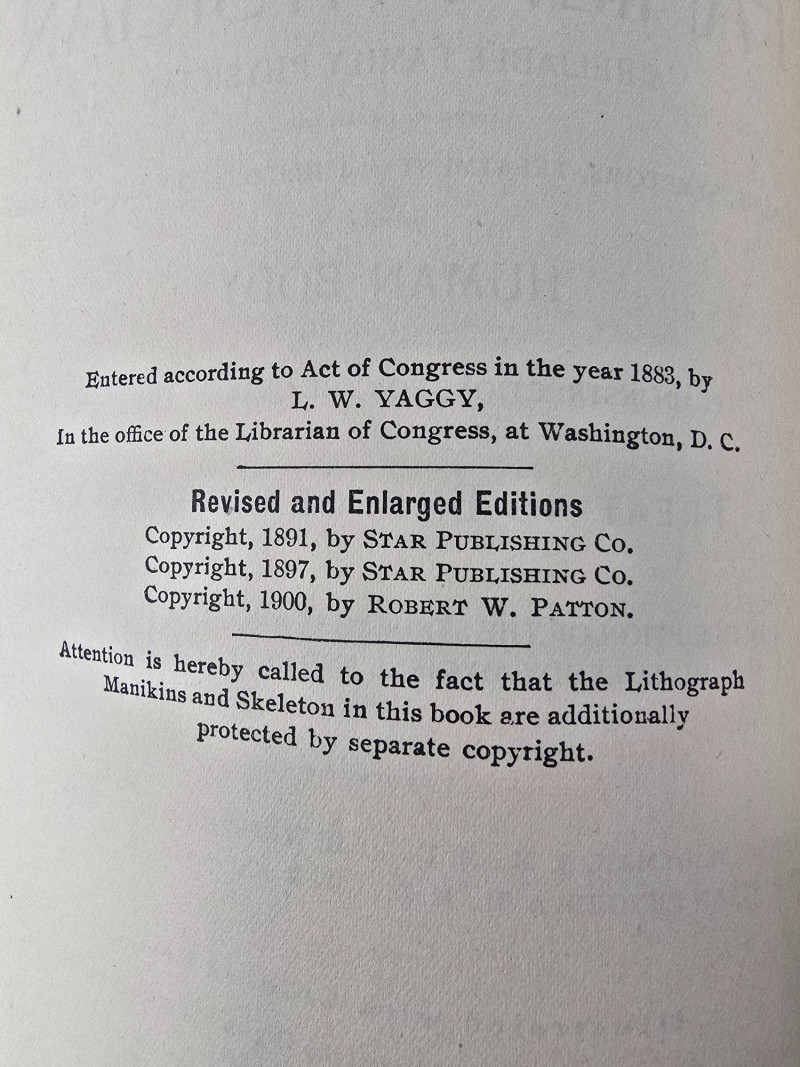 Entered according to Act of Congress in the year 1883, by
L. W. YAGGY,
In the office of the Librarian of Congress, at Washington, D. C.
Revised and Enlarged Editions
Copyright, 1891, by STAR PUBLISHING CO.
Copyright, 1897, by STAR PUBLISHING CO.
Copyright, 1900, by ROBERT W. PATTON.
Attention is hereby called to the fact that the Lithograph
Manikins and Skeleton in this book are additionally
protected by separate copyright.